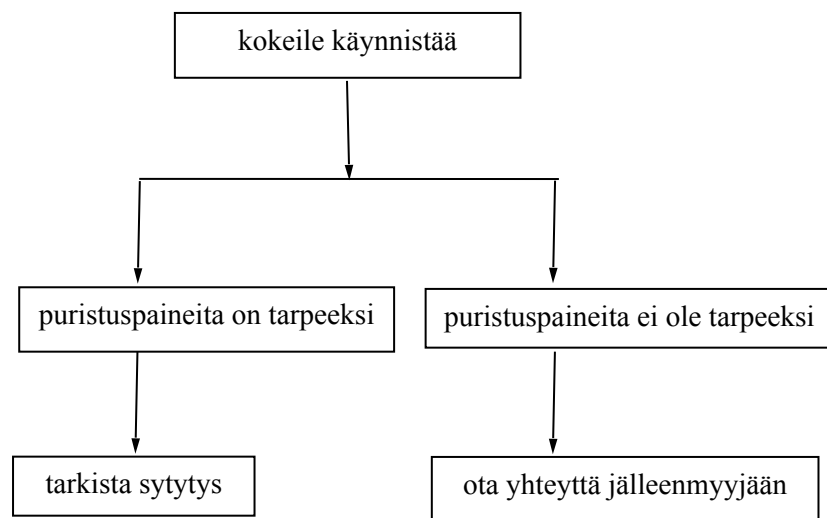 kokeile käynnistää
puristuspaineita on tarpeeksi
puristuspaineita ei ole tarpeeksi
tarkista sytytys
ota yhteyttä jälleenmyyjään